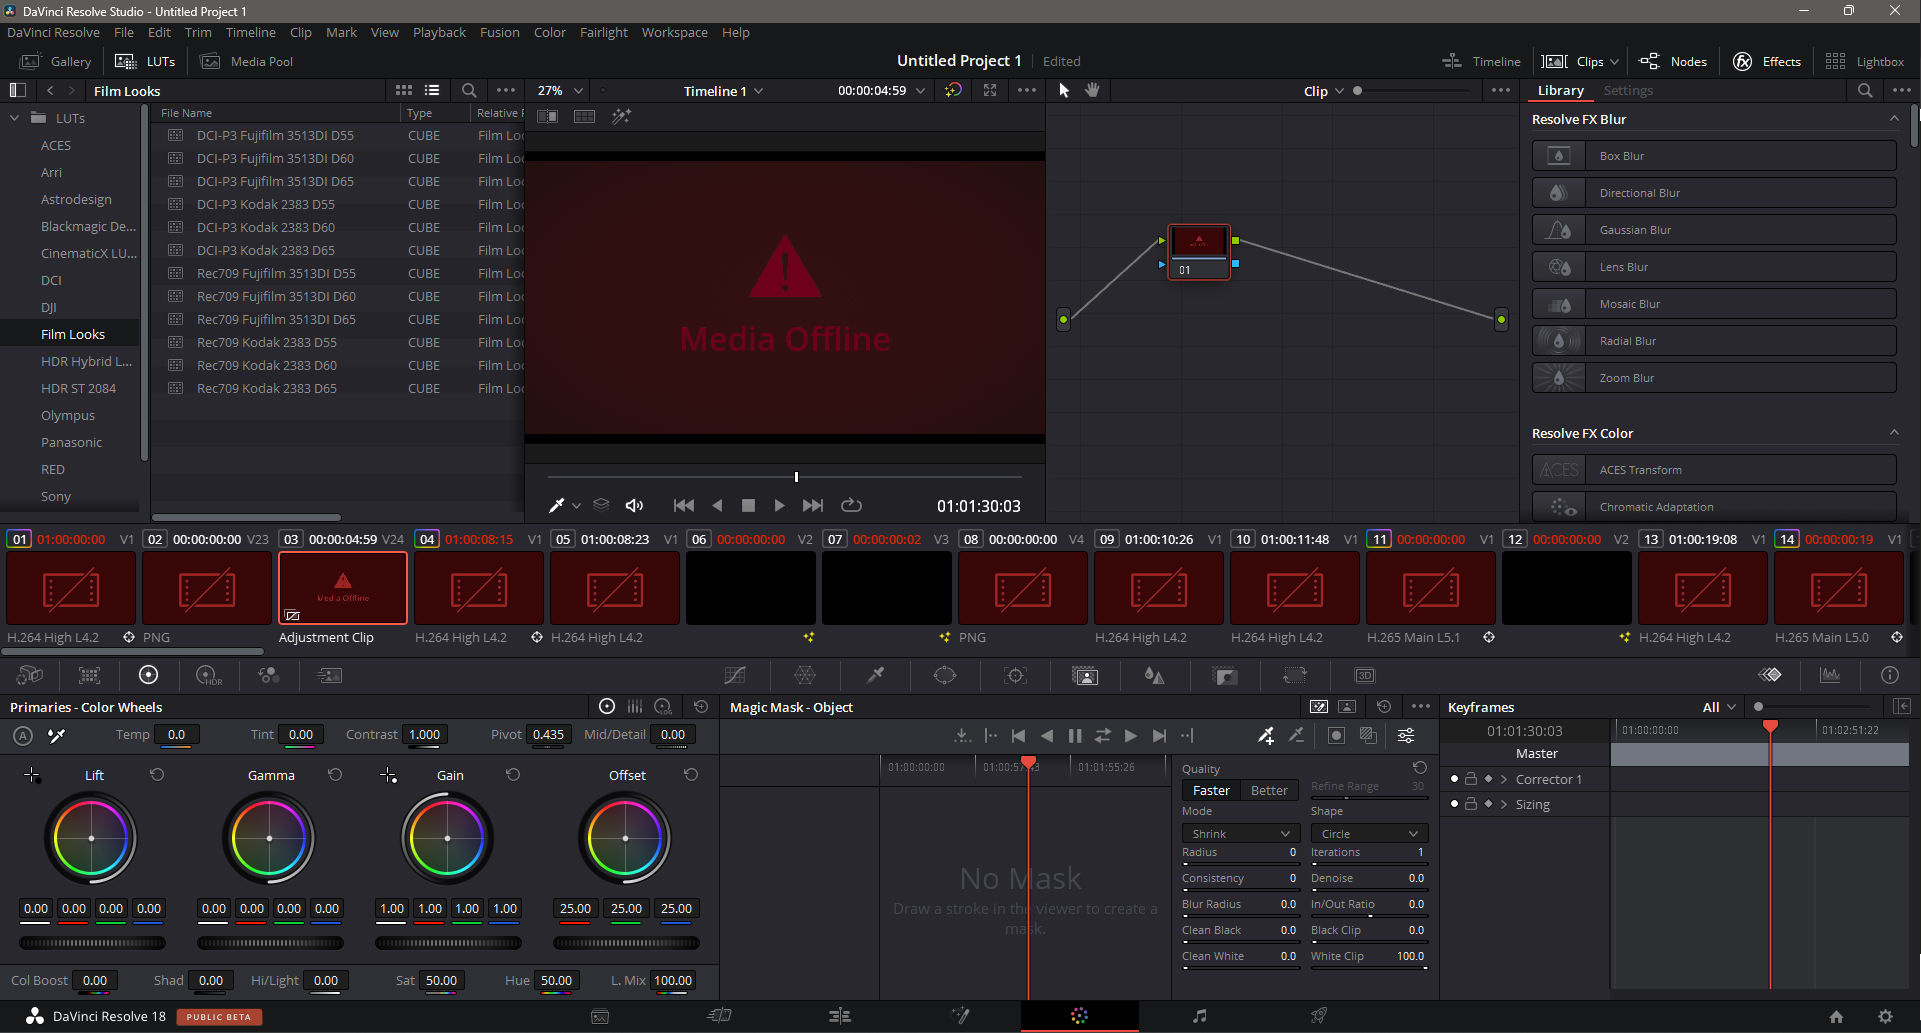 DaVinci Resolve Studio - Untitled Project 1
DaVinci Resolve File Edit Trim Timeline Clip Mark View Playback Fusion Color Fairlight Workspace Help
Gallery LUTs Media Pool Untitled Project 1 Edited Timeline Clips Nodes Effects Lightbox
Film Looks 27% Timeline 1 00:00:04:59 Clip Library Settings
LUTs
ACES
Arri
Astrodesign
Blackmagic De...
CinematicX LU...
DCI
DJI
Film Looks
HDR Hybrid L...
HDR ST 2084
Olympus
Panasonic
RED
Sony
File Name Type Relative F
DCI-P3 Fujifilm 3513DI D55 CUBE Film Lo
DCI-P3 Fujifilm 3513DI D60 CUBE Film Lo
DCI-P3 Fujifilm 3513DI D65 CUBE Film Lo
DCI-P3 Kodak 2383 D55 CUBE Film Lo
DCI-P3 Kodak 2383 D60 CUBE Film Lo
DCI-P3 Kodak 2383 D65 CUBE Film Lo
Rec709 Fujifilm 3513DI D55 CUBE Film Lo
Rec709 Fujifilm 3513DI D60 CUBE Film Lo
Rec709 Fujifilm 3513DI D65 CUBE Film Lo
Rec709 Kodak 2383 D55 CUBE Film Lo
Rec709 Kodak 2383 D60 CUBE Film Lo
Rec709 Kodak 2383 D65 CUBE Film Lo
Media Offline
01:01:30:03
01
Resolve FX Blur
Box Blur
Directional Blur
Gaussian Blur
Lens Blur
Mosaic Blur
Radial Blur
Zoom Blur
Resolve FX Color
ACES ACES Transform
Chromatic Adaptation
01 01:00:00:00 V1 02 00:00:00:00 V23 03 00:00:04:59 V24 04 01:00:08:15 V1 05 01:00:08:23 V1 06 00:00:00:00 V2 07 00:00:00:02 V3 08 00:00:00:00 V4 09 01:00:10:26 V1 10 01:00:11:48 V1 11 00:00:00:00 V1 12 00:00:00:00 V2 13 01:00:19:08 V1 14 00:00:00:19 V1
Media Offline
H.264 High L4.2 PNG Adjustment Clip H.264 High L4.2 H.264 High L4.2 PNG H.264 High L4.2 H.264 High L4.2 H.265 Main L5.1 H.264 High L4.2 H.265 Main L5.0
HDR 3D
Primaries - Color Wheels LOG
A Temp 0.0 Tint 0.00 Contrast 1.000 Pivot 0.435 Mid/Detail 0.00
Lift Gamma Gain Offset
0.00 0.00 0.00 0.00 0.00 0.00 0.00 0.00 1.00 1.00 1.00 1.00 25.00 25.00 25.00
Col Boost 0.00 Shad 0.00 Hi/Light 0.00 Sat 50.00 Hue 50.00 L. Mix 100.00
Magic Mask - Object
01:00:00:00 01:00:57:43 01:01:55:26
No Mask
Draw a stroke in the viewer to create a
mask.
Quality
Faster Better Refine Range 30
Mode Shape
Shrink Circle
Radius 0 Iterations 1
Consistency 0 Denoise 0.0
Blur Radius 0.0 In/Out Ratio 0.0
Clean Black 0.0 Black Clip 0.0
Clean White 0.0 White Clip 100.0
Keyframes All
01:01:30:03 01:00:00:00 01:02:51:22
Master
Corrector 1
Sizing
DaVinci Resolve 18 PUBLIC BETA